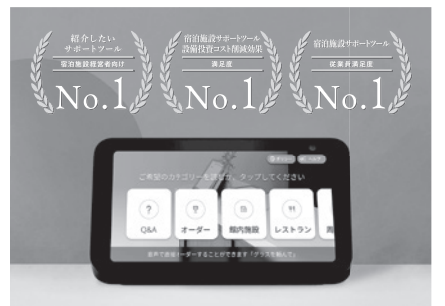 紹介したい
サポートツール
宿泊施設経営者向け
No.1
宿泊施設サポートツール
設備投資コスト削減効果
満足度
No.1
宿泊施設サポートツール
従業員満足度
No.1
ご希望のカテゴリーを選択か、タップしてください
Q&A
オーダー
館内施設
レストラン
周
音声で直接オーダーすることができます「グラスを頼んで」